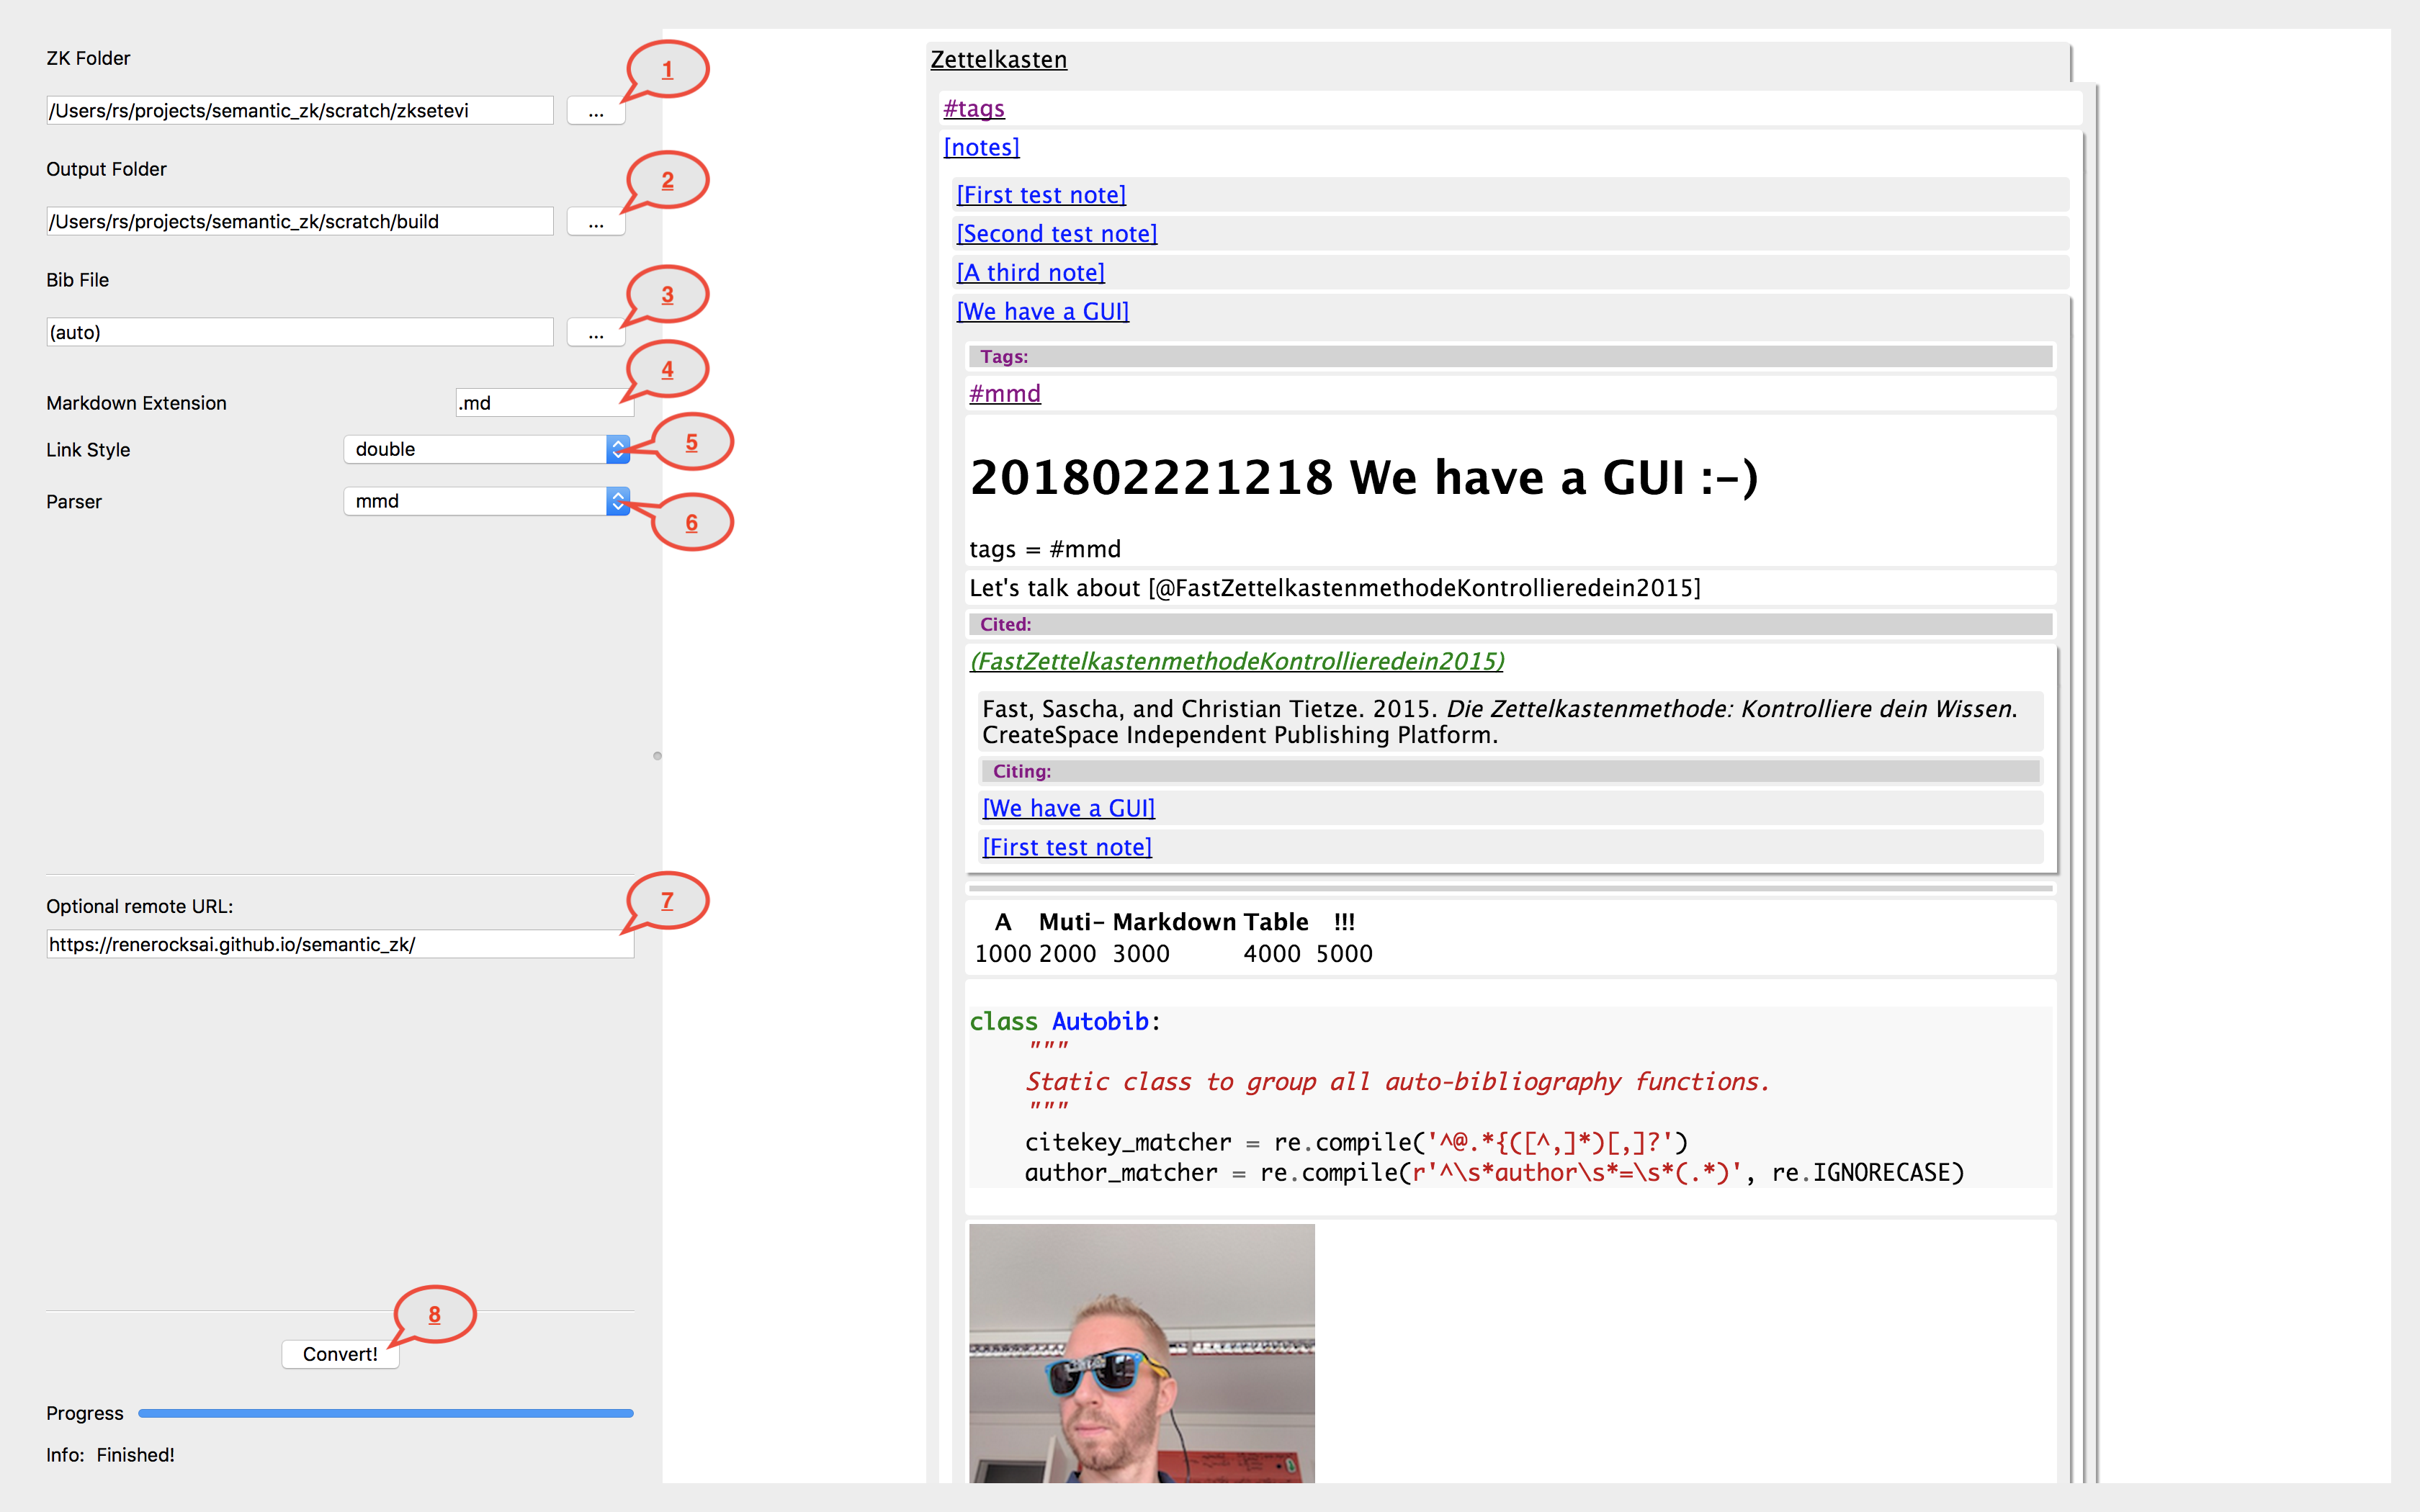 ZK Folder
1
/Users/rs/projects/semantic_zk/scratch/zksetevi
...
Output Folder
2
/Users/rs/projects/semantic_zk/scratch/build
...
Bib File
3
(auto)
...
4
Markdown Extension
.md
Link Style
double
5
Parser
mmd
6
Optional remote URL:
7
https://renerocksai.github.io/semantic_zk/
8
Convert!
Progress
Info: Finished!
Zettelkasten
#tags
[notes]
[First test note]
[Second test note]
[A third note]
[We have a GUI]
Tags:
#mmd
201802221218 We have a GUI :-)
tags = #mmd
Let's talk about [@FastZettelkastenmethodeKontrollieredein2015]
Cited:
(FastZettelkastenmethodeKontrollieredein2015)
Fast, Sascha, and Christian Tietze. 2015. Die Zettelkastenmethode: Kontrolliere dein Wissen.
CreateSpace Independent Publishing Platform.
Citing:
[We have a GUI]
[First test note]
A Muti- Markdown Table !!!
1000 2000 3000 4000 5000
class Autobib:
"""
Static class to group all auto-bibliography functions.
"""
citekey_matcher = re.compile('^@.*{([^,]*)[,]?')
author_matcher = re.compile(r'^\s*author\s*=\s*(.*)', re.IGNORECASE)